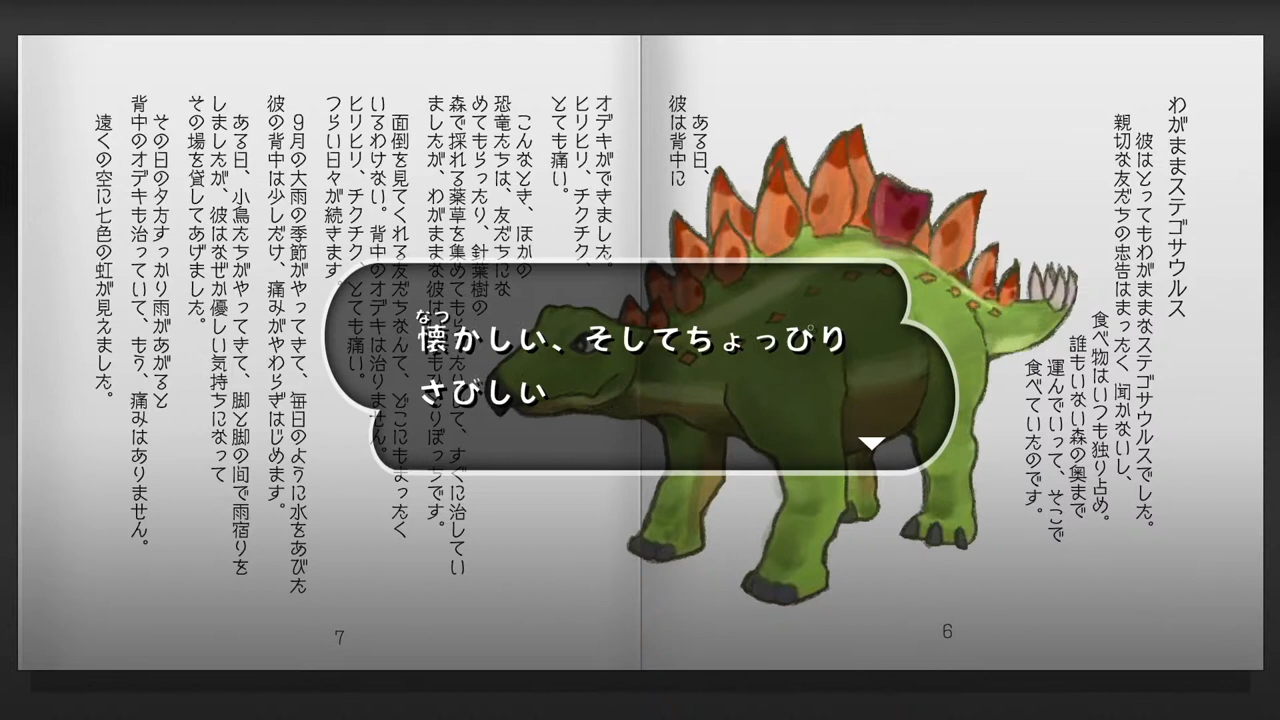 わがままステゴサウルス
彼はとってもわがままなステゴサウルスでした。
親切な友だちの忠告はまったく聞かないし、
食べ物はいつも独り占め。
誰もいない森の奥まで
運んでいって、そこで
食べていたのです。
ある日、
彼は背中に
6
オデキができました。
ヒリヒリ、チクチク、
とても痛い。
こんなとき、ほかの
恐竜たちは、友だちにな
めてもらったり、針葉樹の
森で採れる薬草を集めてもらったりして、すぐに治してい
ましたが、わがままな彼はいつもひとりぼっちです。
面倒を見てくれる友だちなんて、どこにもまったく
いるわけない。背中のオデキは治りません。
ヒリヒリ、チクチク、とても痛い。
つらい日々が続きます。
9月の大雨の季節がやってきて、毎日のように水をあびた
彼の背中は少しだけ、痛みがやわらぎはじめます。
ある日、小鳥たちがやってきて、脚と脚の間で雨宿りを
しましたが、彼はなぜか優しい気持ちになって
その場を貸してあげました。
その日の夕方すっかり雨があがると
背中のオデキも治っていて、もう、痛みはありません。
遠くの空に七色の虹が見えました。
7
なつ
懐かしい、そしてちょっぴり
さびしい